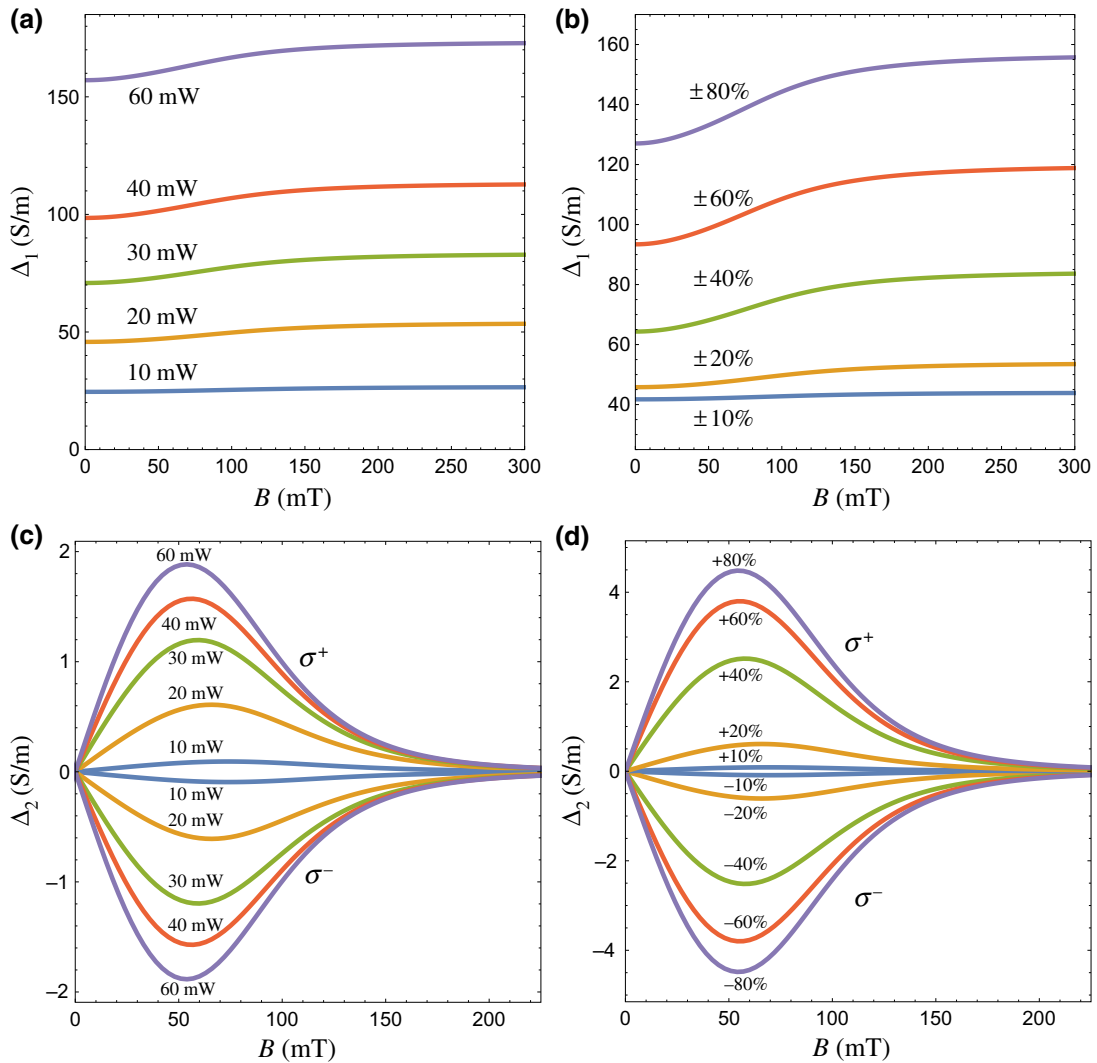 (a)
150
100
50
0
Δ₁ (S/m)
60 mW
40 mW
30 mW
20 mW
10 mW
0 50 100 150 200 250 300
B (mT)
(b)
160
140
120
100
80
60
40
Δ₁ (S/m)
±80%
±60%
±40%
±20%
±10%
0 50 100 150 200 250 300
B (mT)
(c)
2
1
0
−1
−2
Δ₂ (S/m)
60 mW
40 mW
30 mW
20 mW
10 mW
σ⁺
10 mW
20 mW
30 mW
40 mW
60 mW
σ⁻
0 50 100 150 200
B (mT)
(d)
4
2
0
−2
−4
Δ₂ (S/m)
+80%
+60%
+40%
+20%
+10%
σ⁺
−10%
−20%
−40%
−60%
−80%
σ⁻
0 50 100 150 200
B (mT)